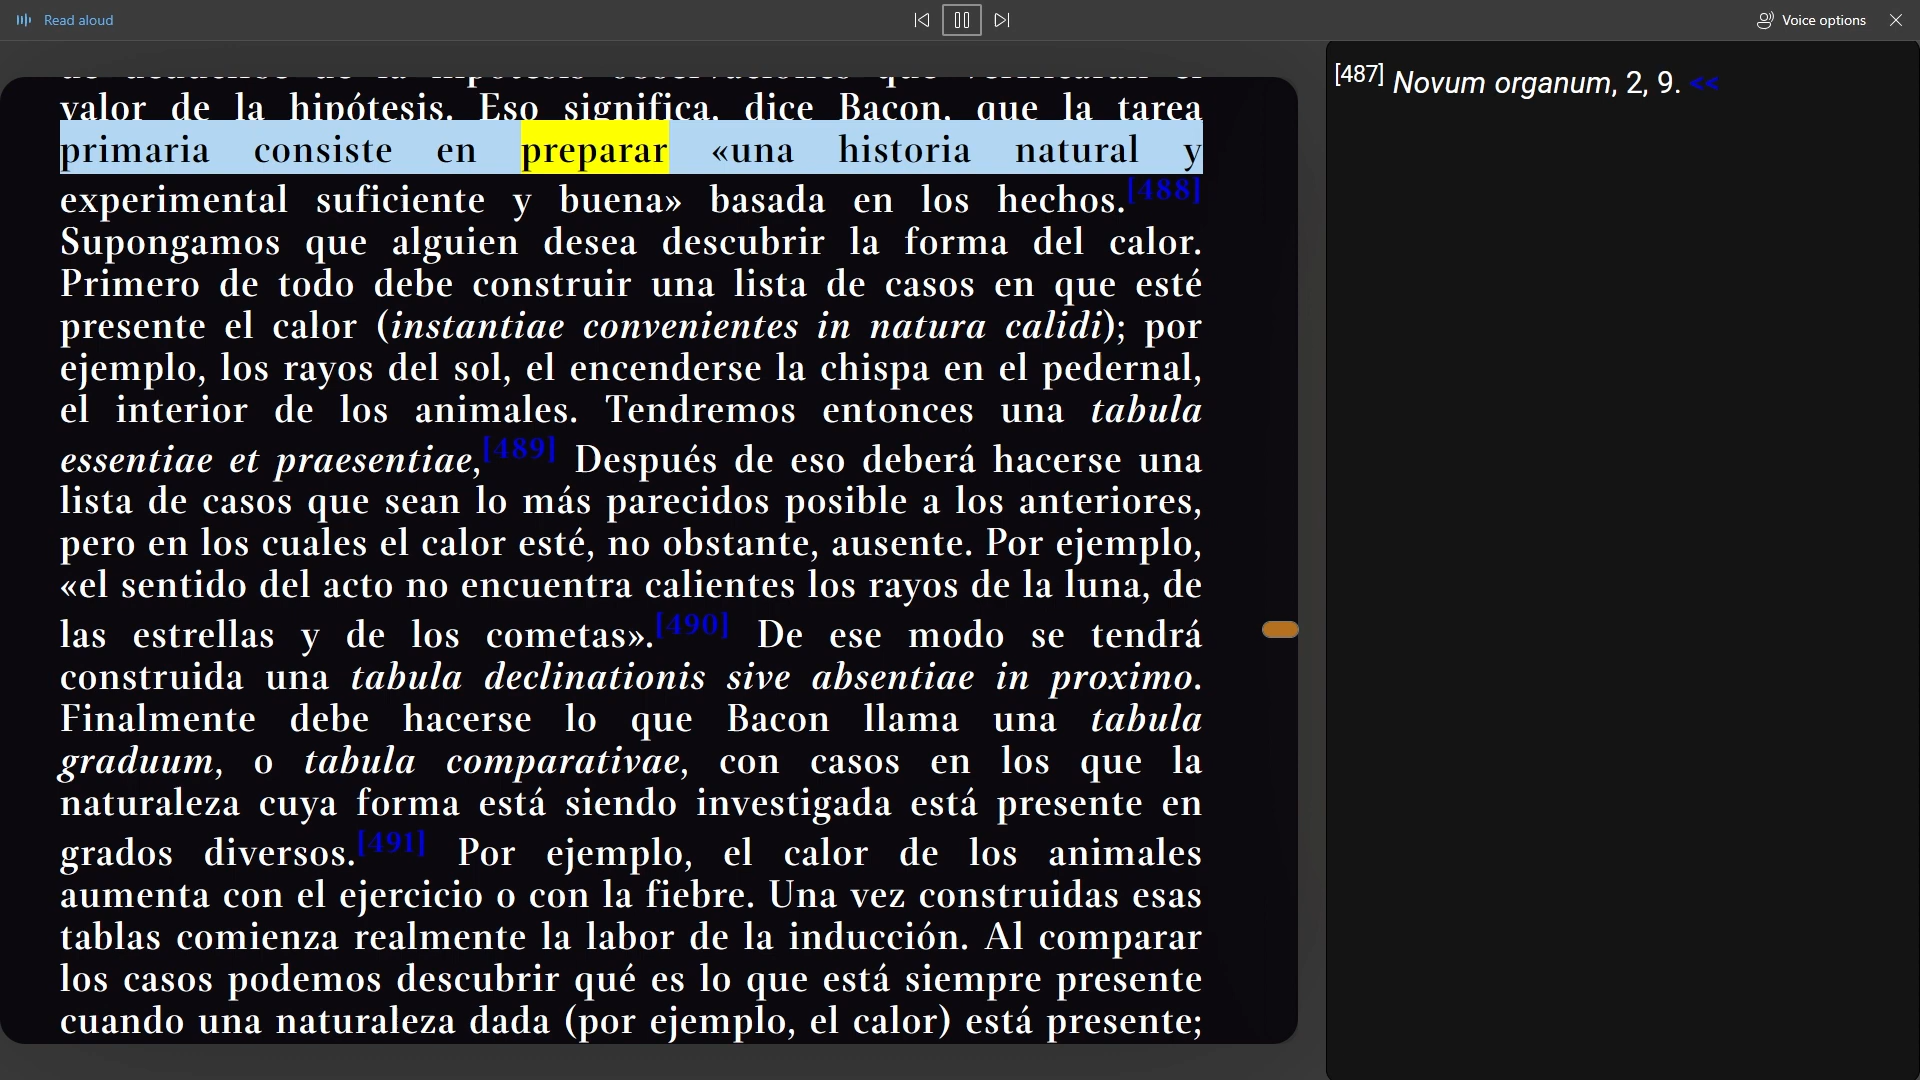 Read aloud
Voice options
valor de la hipótesis. Eso significa, dice Bacon, que la tarea
primaria consiste en preparar «una historia natural y
experimental suficiente y buena» basada en los hechos.[488]
Supongamos que alguien desea descubrir la forma del calor.
Primero de todo debe construir una lista de casos en que esté
presente el calor (instantiae convenientes in natura calidi); por
ejemplo, los rayos del sol, el encenderse la chispa en el pedernal,
el interior de los animales. Tendremos entonces una tabula
essentiae et praesentiae,[489] Después de eso deberá hacerse una
lista de casos que sean lo más parecidos posible a los anteriores,
pero en los cuales el calor esté, no obstante, ausente. Por ejemplo,
«el sentido del acto no encuentra calientes los rayos de la luna, de
las estrellas y de los cometas».[490] De ese modo se tendrá
construida una tabula declinationis sive absentiae in proximo.
Finalmente debe hacerse lo que Bacon llama una tabula
graduum, o tabula comparativae, con casos en los que la
naturaleza cuya forma está siendo investigada está presente en
grados diversos.[491] Por ejemplo, el calor de los animales
aumenta con el ejercicio o con la fiebre. Una vez construidas esas
tablas comienza realmente la labor de la inducción. Al comparar
los casos podemos descubrir qué es lo que está siempre presente
cuando una naturaleza dada (por ejemplo, el calor) está presente;
[487] Novum organum, 2, 9. <<